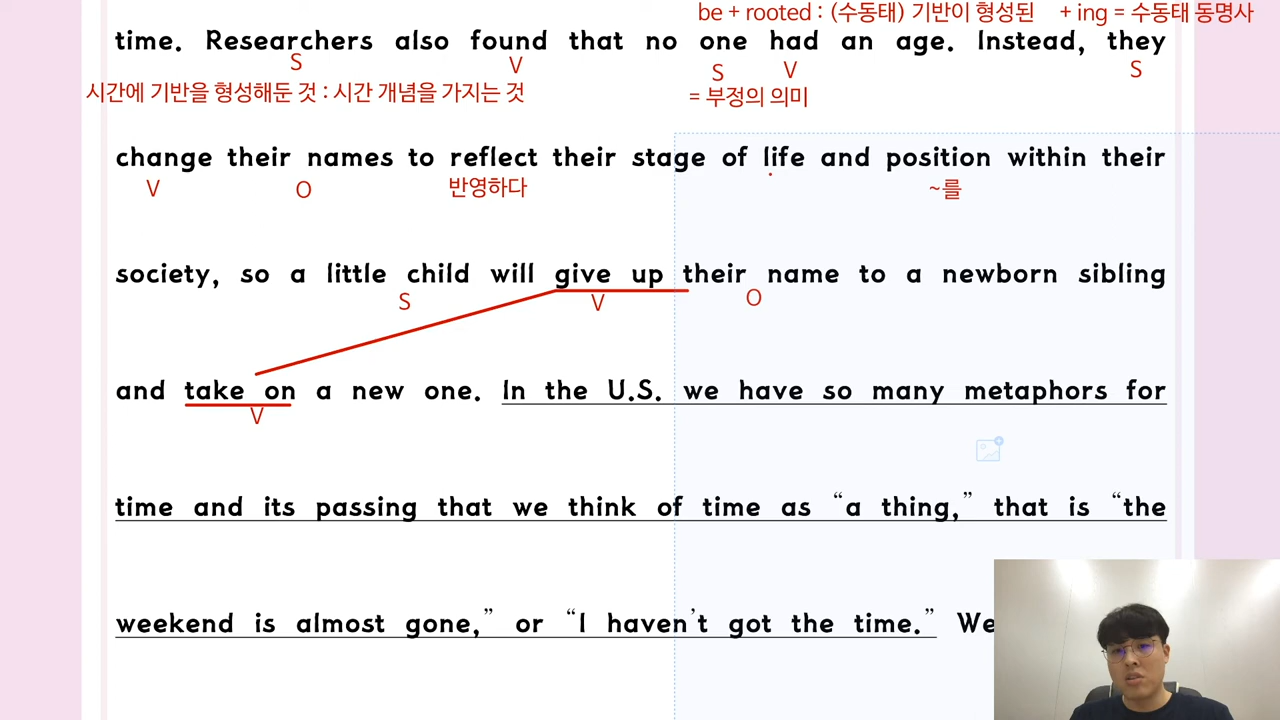 be + rooted : (수동태) 기반이 형성된 + ing = 수동태 동명사
time. Researchers also found that no one had an age. Instead, they
S V S V S
시간에 기반을 형성해둔 것 : 시간 개념을 가지는 것 = 부정의 의미
change their names to reflect their stage of life and position within their
V O 반영하다 ~를
society, so a little child will give up their name to a newborn sibling
S V O
and take on a new one. In the U.S. we have so many metaphors for
V
time and its passing that we think of time as “a thing,” that is “the
weekend is almost gone,” or “I haven’t got the time.” We